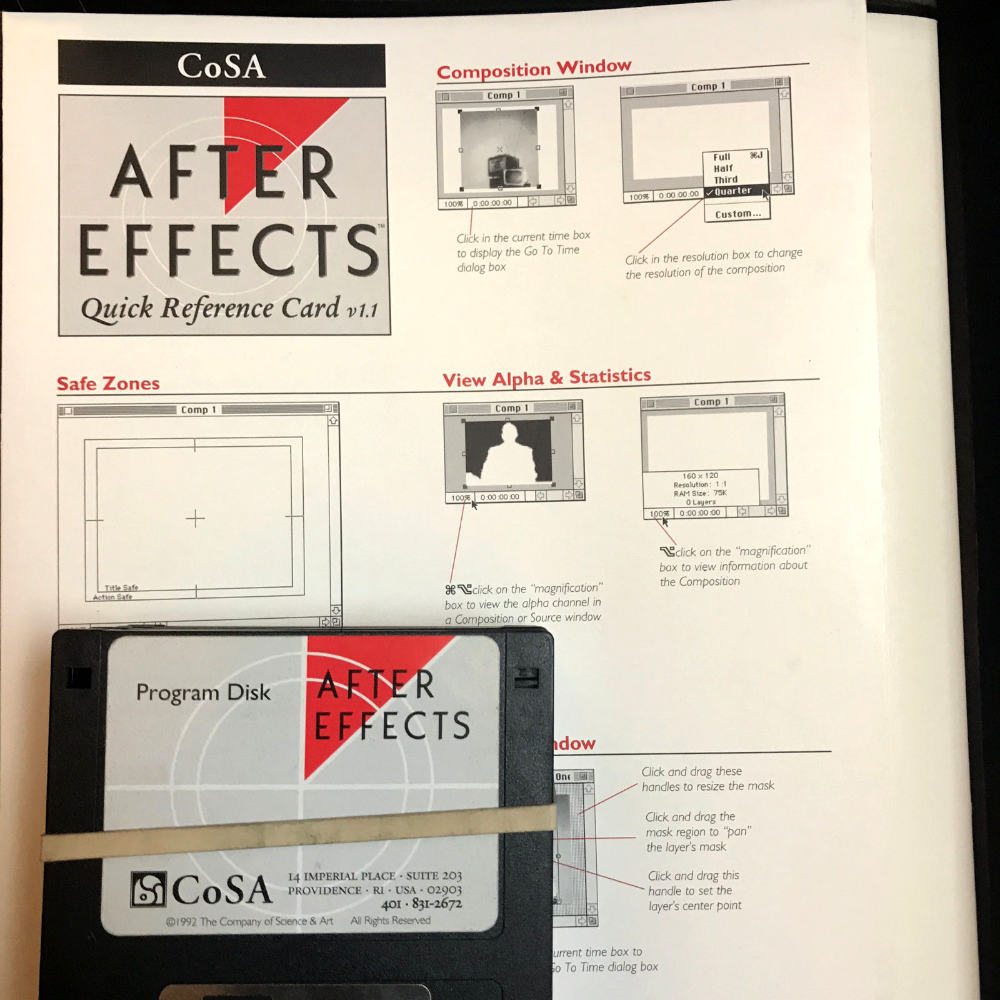 CoSA
AFTER
EFFECTS™
Quick Reference Card v1.1
Composition Window
Comp 1
100% 0:00:00:00
Click in the current time box
to display the Go To Time
dialog box
Comp 1
Full ⌘J
Half
Third
✓Quarter
Custom...
100% 0:00:00:00
Click in the resolution box to change
the resolution of the composition
Safe Zones
Comp 1
Title Safe
Action Safe
View Alpha & Statistics
Comp 1
100% 0:00:00:00
⌘⌥click on the "magnification"
box to view the alpha channel in
a Composition or Source window
Comp 1
160 x 120
Resolution: 1:1
RAM Size: 75K
0 Layers
100% 0:00:00:00
⌥click on the "magnification"
box to view information about
the Composition
ndow
One
Click and drag these
handles to resize the mask
Click and drag the
mask region to "pan"
the layer's mask
Click and drag this
handle to set the
layer's center point
urrent time box to
Go To Time dialog box
Program Disk
AFTER
EFFECTS
CoSA
14 IMPERIAL PLACE · SUITE 203
PROVIDENCE · RI · USA · 02903
401 · 831-2672
©1992 The Company of Science & Art All Rights Reserved